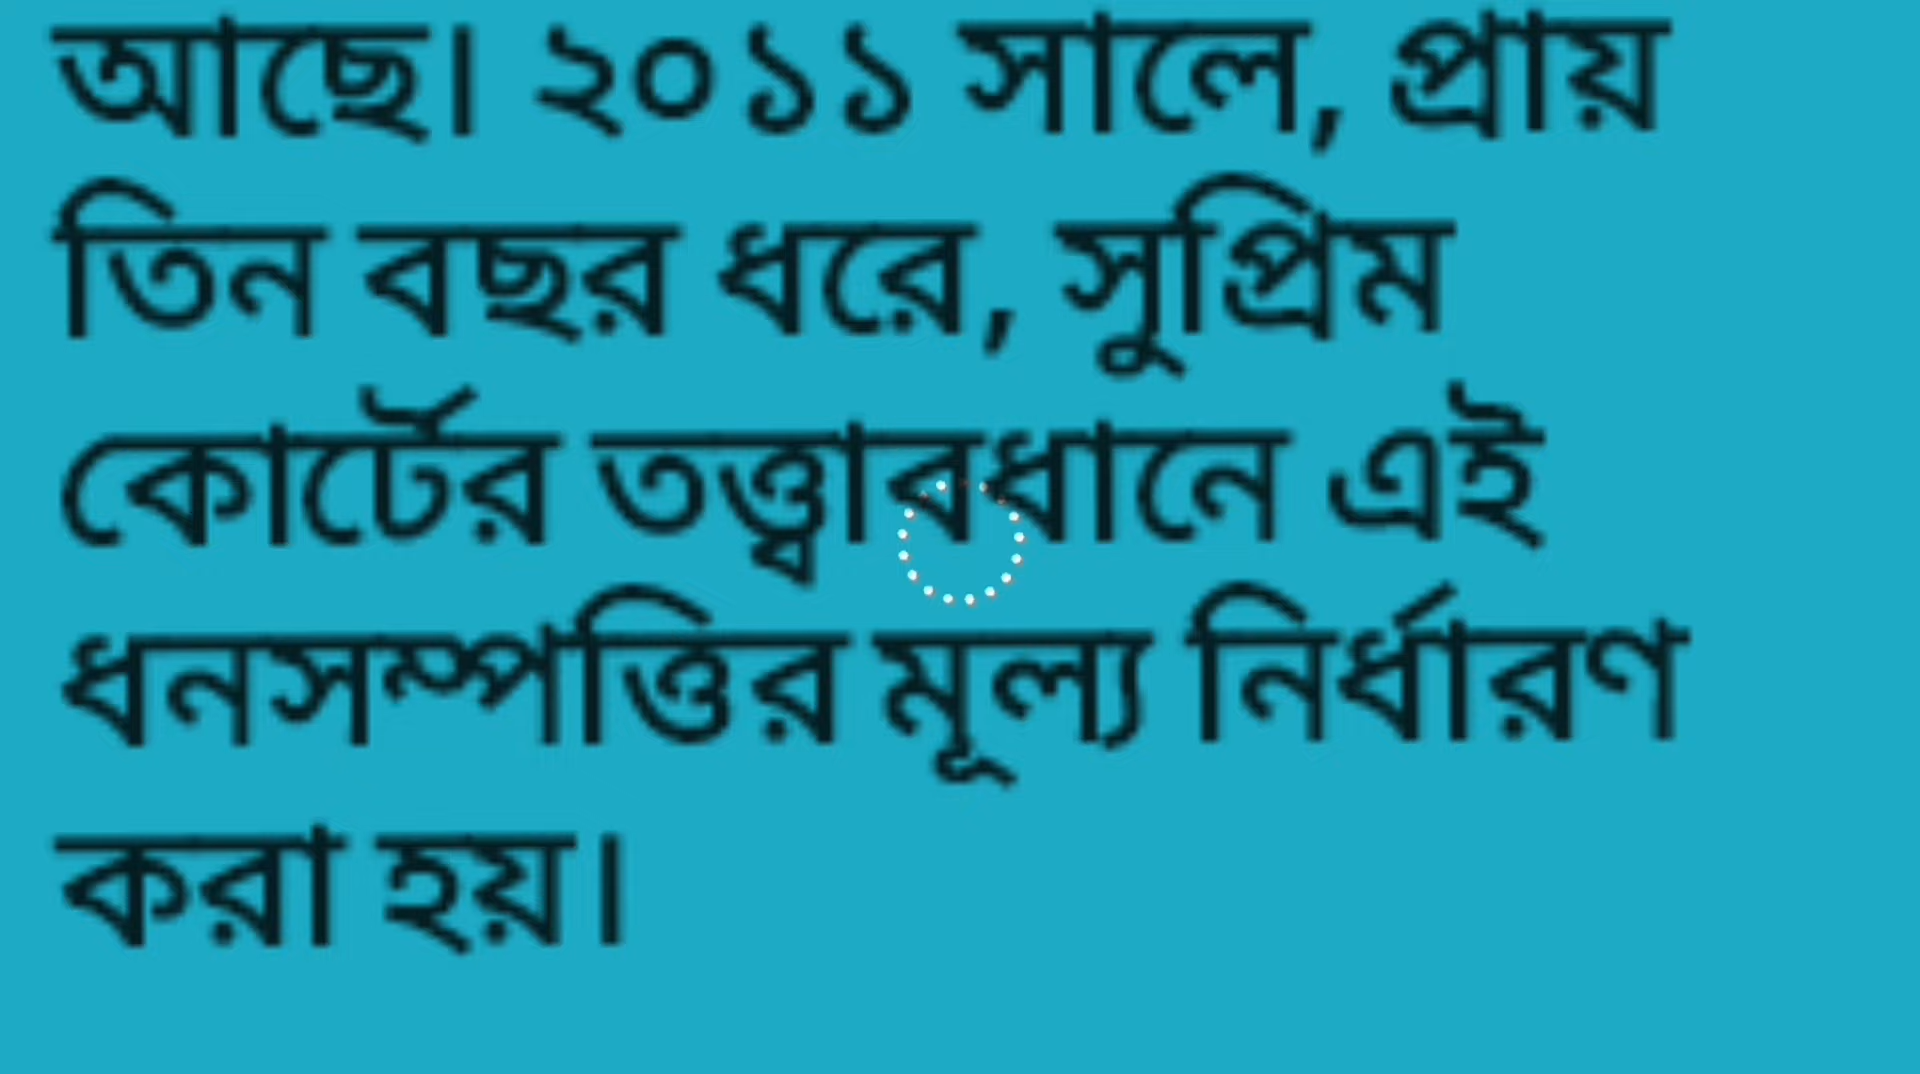 আছে। ২০১১ সালে, প্রায়
তিন বছর ধরে, সুপ্রিম
কোর্টের তত্ত্বাবধানে এই
ধনসম্পত্তির মূল্য নির্ধারণ
করা হয়।